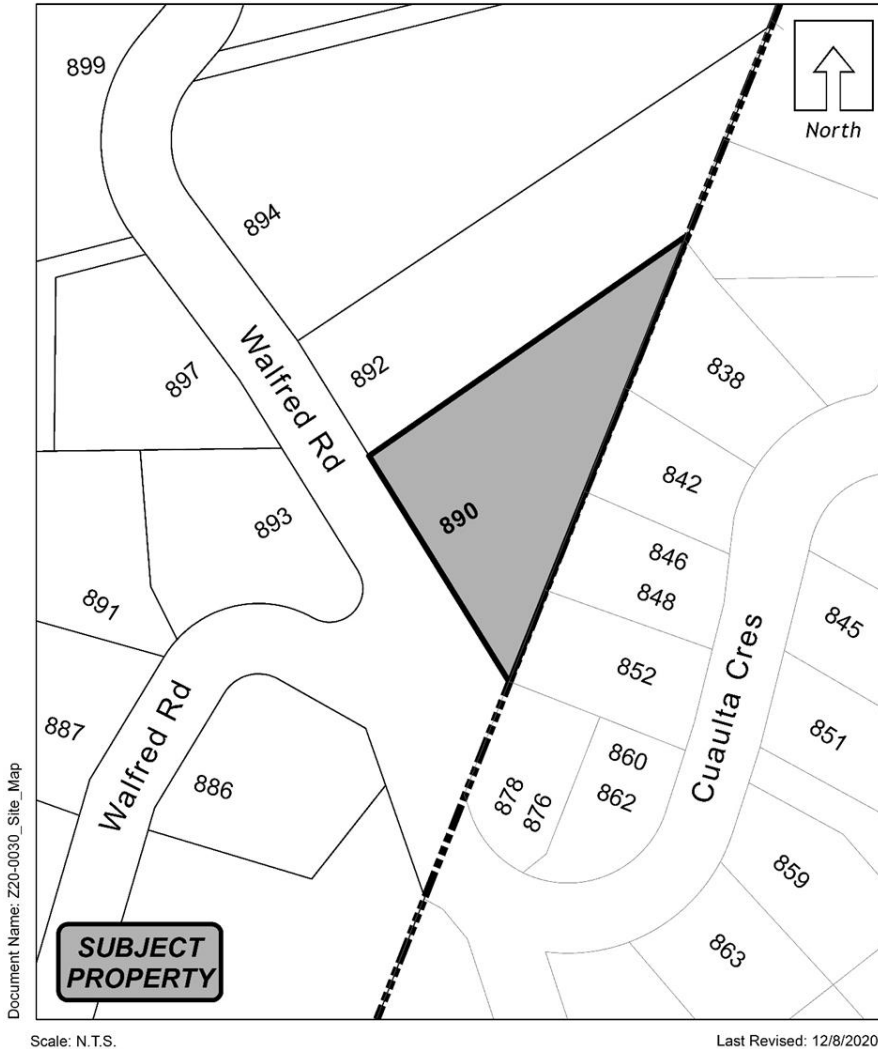 899
North
894
838
Walfred Rd
892
897
842
890
893
846
848
891
845
852
Cuaulta Cres
887
Walfred Rd
851
860
862
886
878
876
859
863
SUBJECT
PROPERTY
Document Name: Z20-0030_Site_Map
Scale: N.T.S.
Last Revised: 12/8/2020